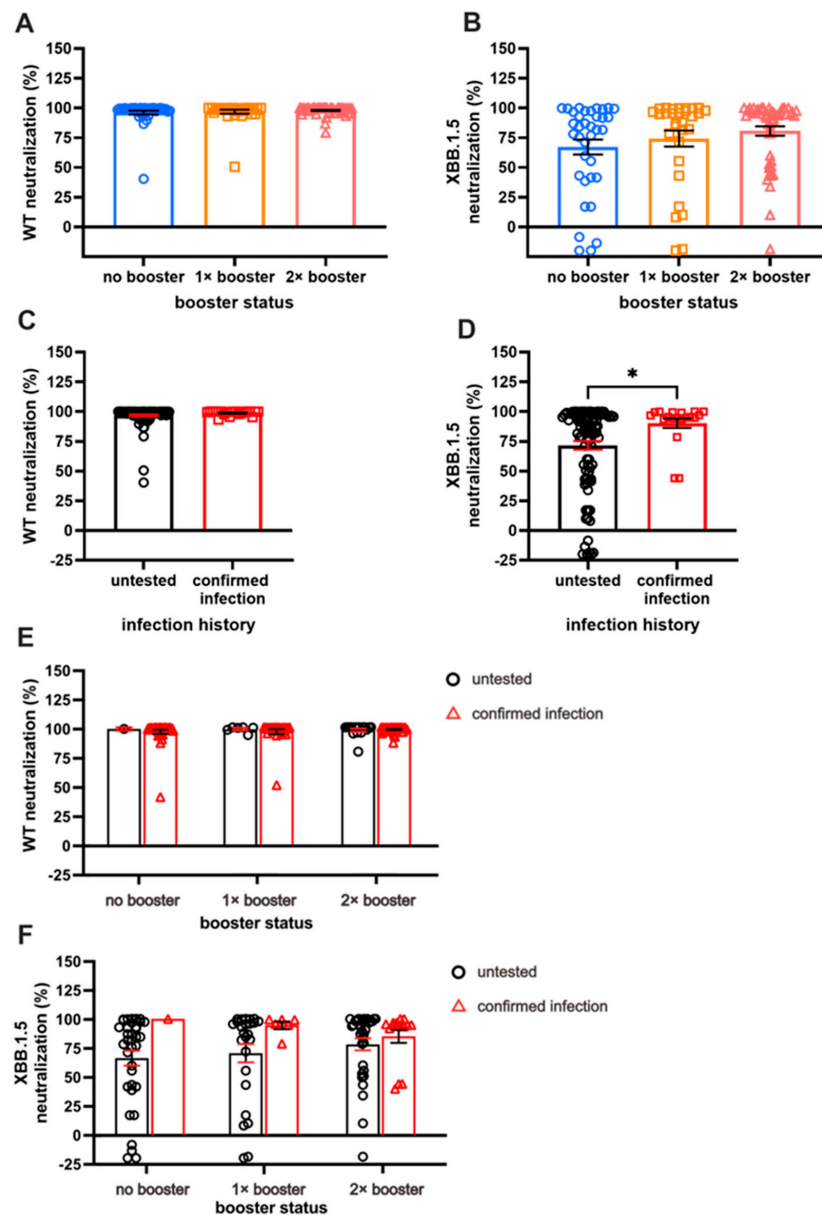 A
WT neutralization (%)
150
125
100
75
50
25
0
no booster 1× booster 2× booster
booster status
B
XBB.1.5
neutralization (%)
150
125
100
75
50
25
0
no booster 1× booster 2× booster
booster status
C
WT neutralization (%)
150
125
100
75
50
25
0
-25
untested confirmed
infection
infection history
D
XBB.1.5
neutralization (%)
150
125
100
75
50
25
0
-25
*
untested confirmed
infection
infection history
E
WT neutralization (%)
150
125
100
75
50
25
0
-25
no booster 1× booster 2× booster
booster status
untested
confirmed infection
F
XBB.1.5
neutralization (%)
150
125
100
75
50
25
0
-25
no booster 1× booster 2× booster
booster status
untested
confirmed infection